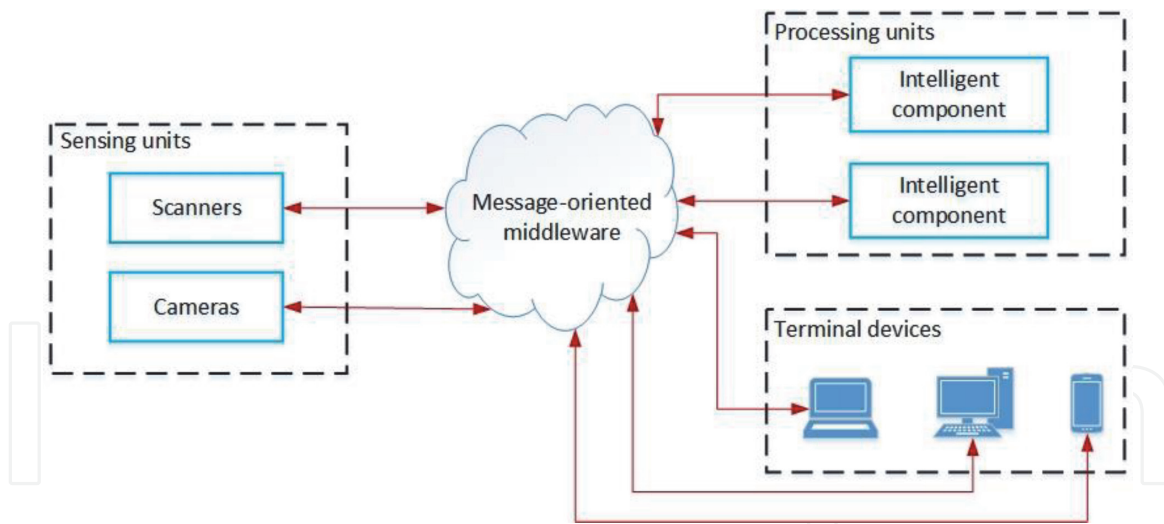 Sensing units
Scanners
Cameras
Message-oriented
middleware
Processing units
Intelligent
component
Intelligent
component
Terminal devices